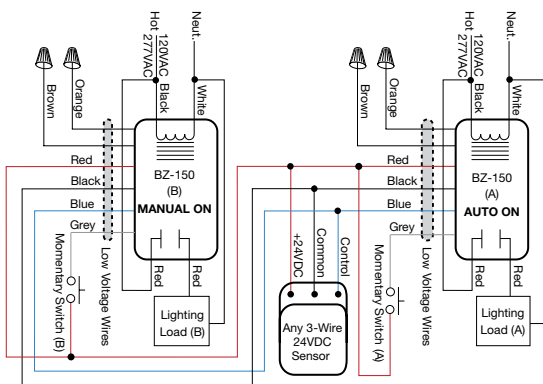 Neut.
Hot 120VAC
277VAC
Black
White
Orange
Brown
Red
Black
Blue
Grey
BZ-150
(B)
MANUAL ON
Red
Red
Low Voltage Wires
Momentary Switch (B)
Lighting
Load (B)
+24VDC
Common
Control
Any 3-Wire
24VDC
Sensor
Neut.
Hot 120VAC
277VAC
Black
White
Orange
Brown
Red
Black
Blue
Grey
BZ-150
(A)
AUTO ON
Red
Red
Low Voltage Wires
Momentary Switch (A)
Lighting
Load (A)